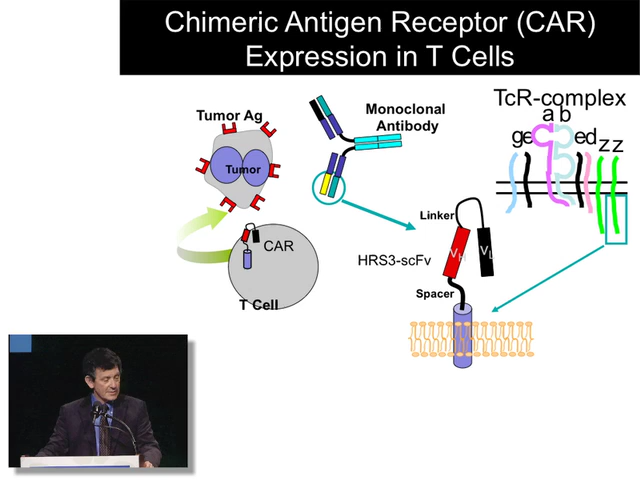 Chimeric Antigen Receptor (CAR)
Expression in T Cells
Tumor Ag
Tumor
CAR
T Cell
Monoclonal
Antibody
TcR-complex
a b
ge
ed z z
Linker
HRS3-scFv
VH
VL
Spacer